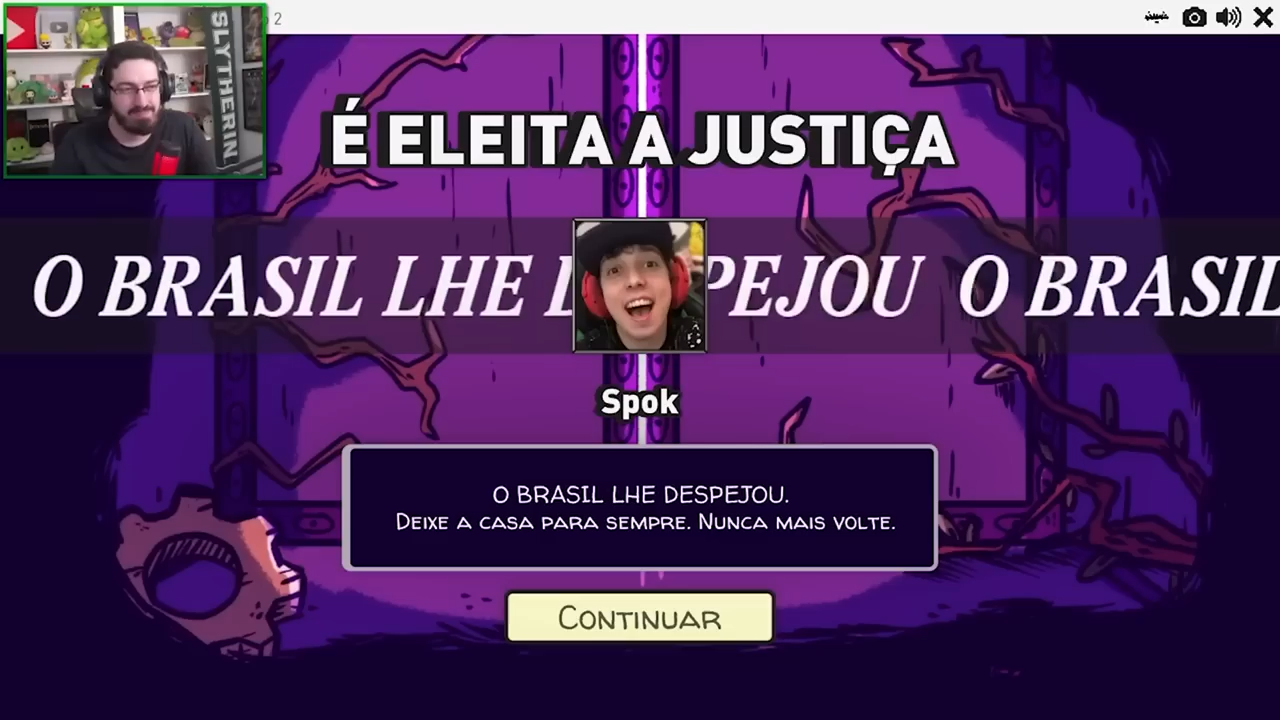 2
SLYTHERIN
É ELEITA A JUSTIÇA
O BRASIL LHE D PEJOU O BRASIL
Spok
O BRASIL LHE DESPEJOU.
DEIXE A CASA PARA SEMPRE. NUNCA MAIS VOLTE.
CONTINUAR